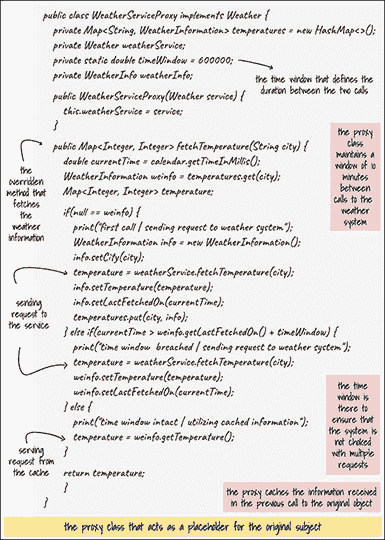 public class WeatherServiceProxy implements Weather {
private Map<String, WeatherInformation> temperatures = new HashMap<>();
private Weather weatherService;
private static double timeWindow = 600000;
private WeatherInfo weatherInfo;
the time window that defines the
duration between the two calls
public WeatherServiceProxy(Weather service) {
this.weatherService = service;
}
the
overridden
method that
fetches
the
weather
information
public Map<Integer, Integer> fetchTemperature(String city) {
double currentTime = calendar.getTimeInMillis();
WeatherInformation weinfo = temperatures.get(city);
Map<Integer, Integer> temperature;
the proxy
class
maintains a
window of 10
minutes
between
calls to the
weather
system
if(null == weinfo) {
print("first call | sending request to weather system");
WeatherInformation info = new WeatherInformation();
info.setCity(city);
temperature = weatherService.fetchTemperature(city);
info.setTemperature(temperature);
info.setLastFetchedOn(currentTime);
temperatures.put(city, info);
sending
request to
the service
} else if(currentTime > weinfo.getLastFetchedOn() + timeWindow) {
print("time window breached | sending request to weather system");
temperature = weatherService.fetchTemperature(city);
weinfo.setTemperature(temperature);
weinfo.setLastFetchedOn(currentTime);
} else {
print("time window intact | utilizing cached information");
temperature = weinfo.getTemperature();
}
the time
window
is there to
ensure that
the system is
not choked
with multiple
requests
serving
request from
the cache
return temperature;
}
}
the proxy caches the information received
in the previous call to the original object
the proxy class that acts as a placeholder for the original subject